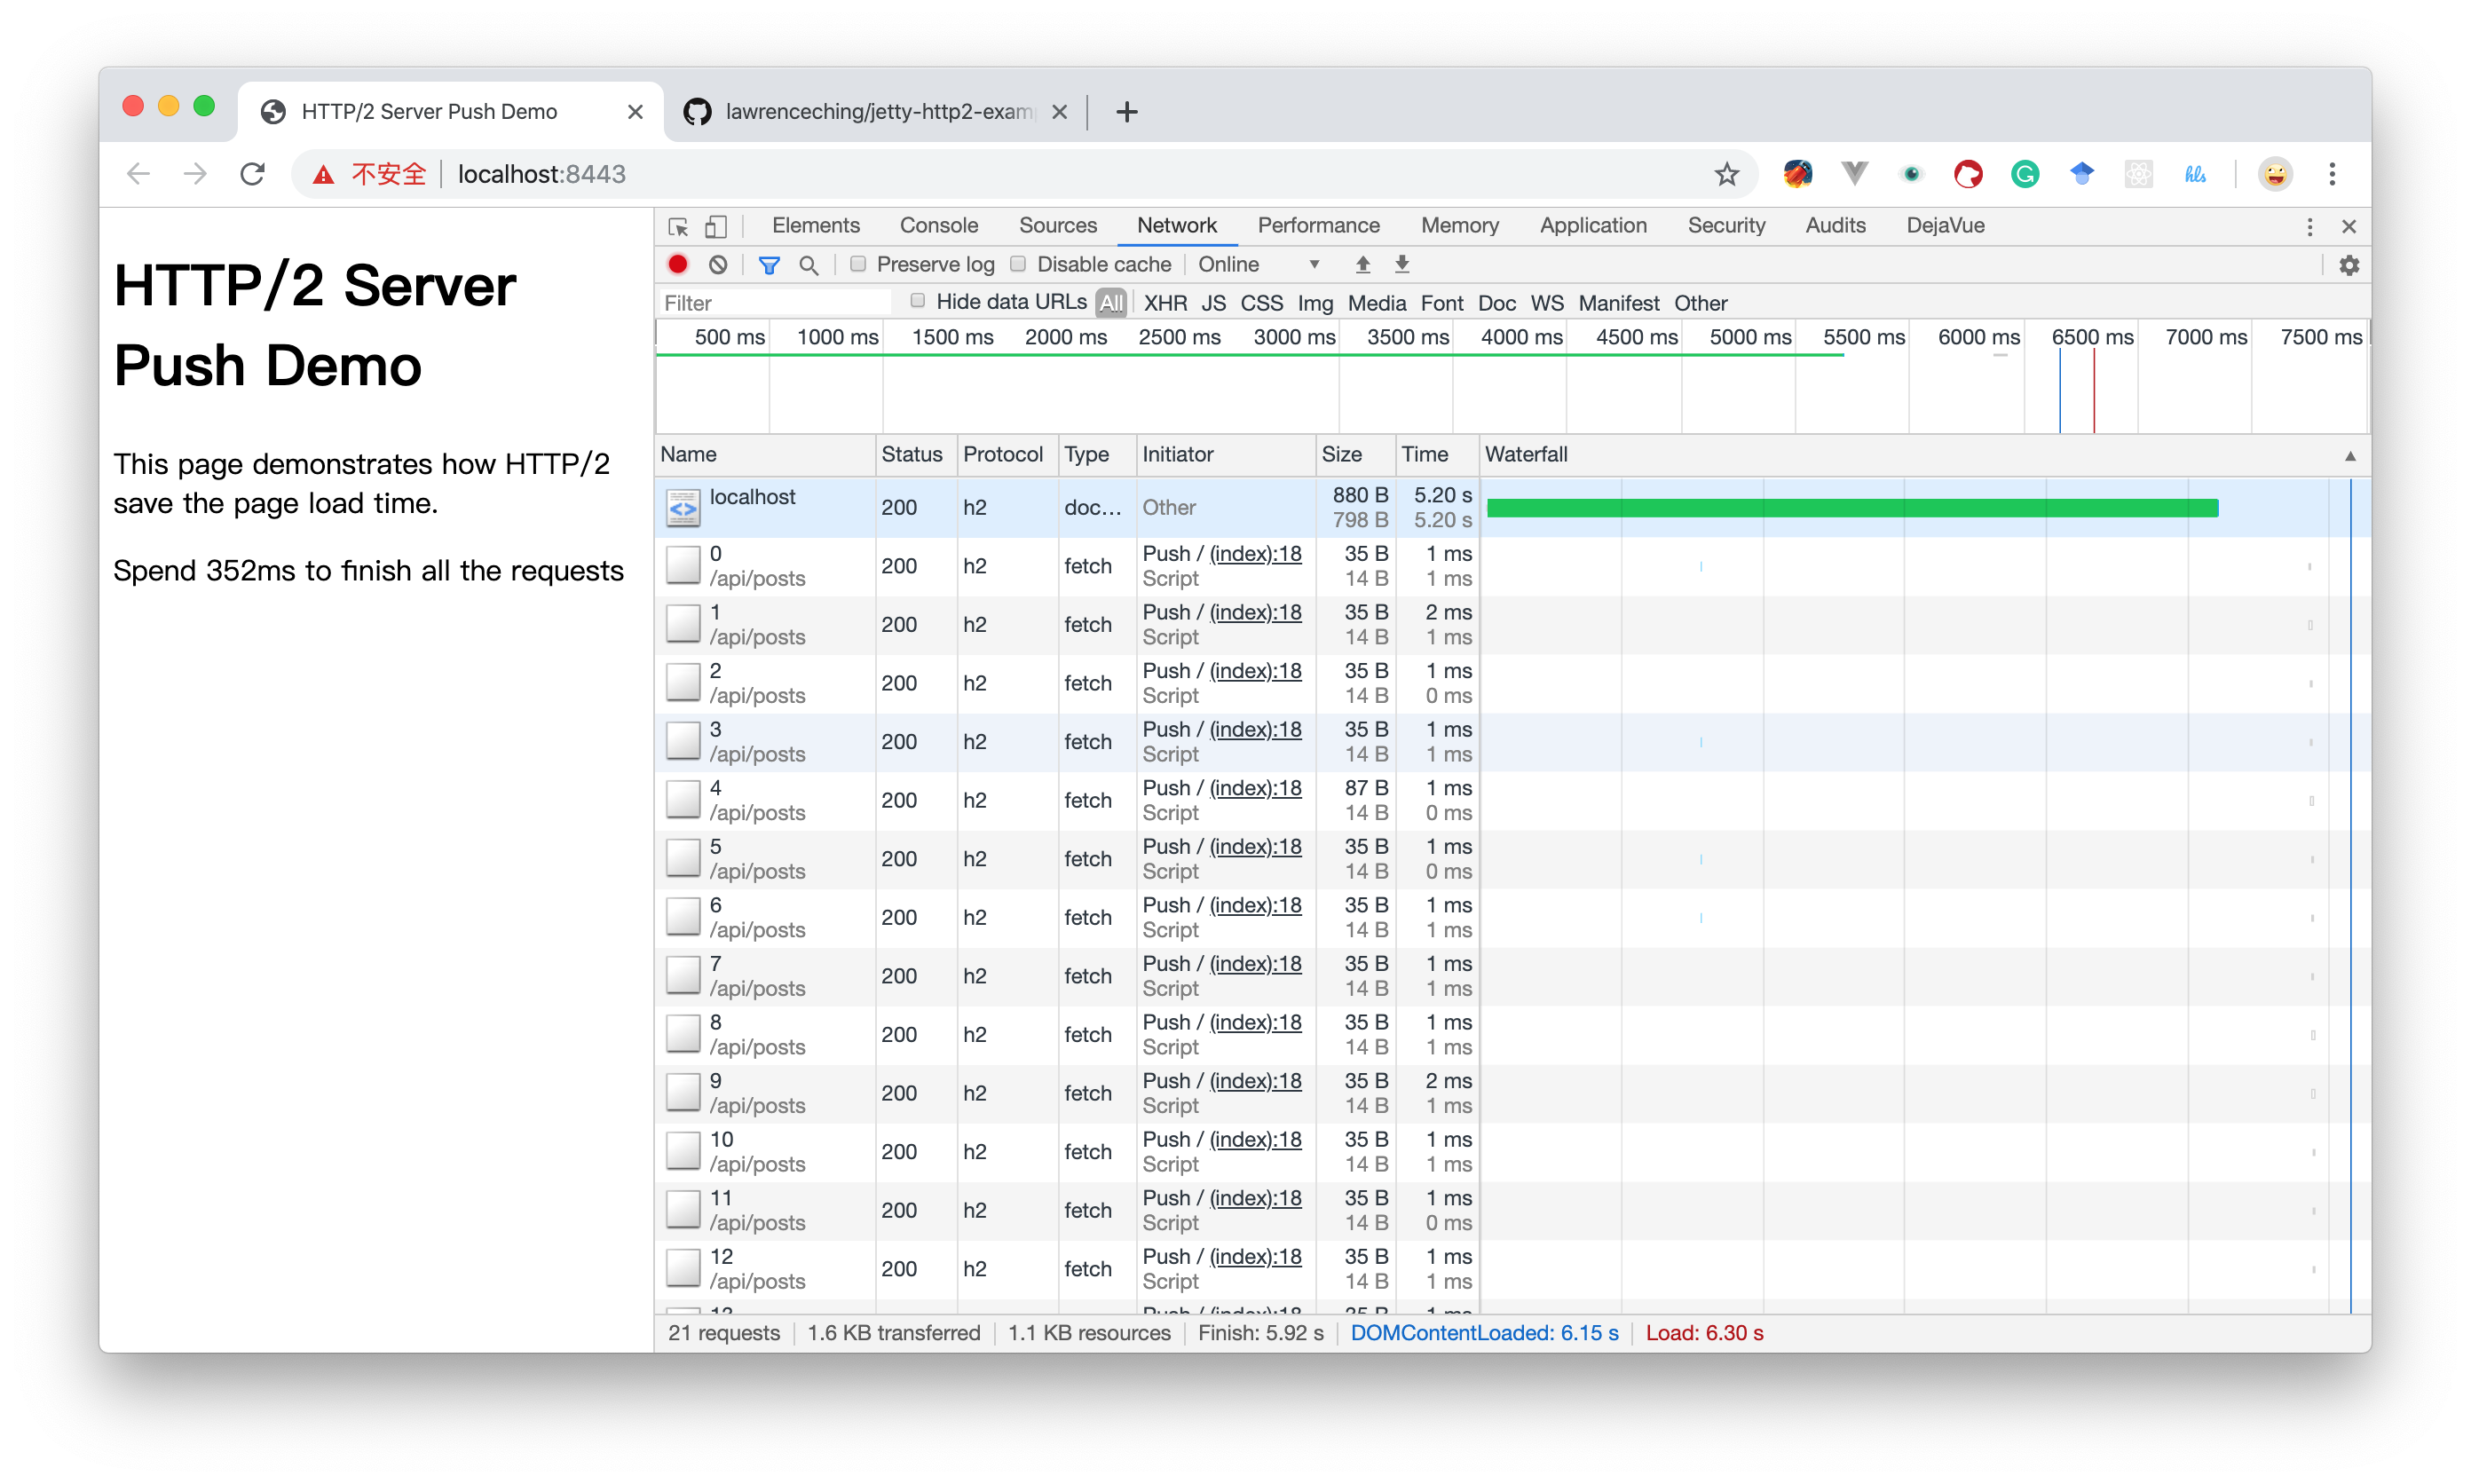 HTTP/2 Server Push Demo
lawrenceching/jetty-http2-exam
不安全 localhost:8443
hls
HTTP/2 Server
Push Demo
This page demonstrates how HTTP/2
save the page load time.
Spend 352ms to finish all the requests
Elements Console Sources Network Performance Memory Application Security Audits DejaVue
Preserve log Disable cache Online
Filter Hide data URLs All XHR JS CSS Img Media Font Doc WS Manifest Other
500 ms 1000 ms 1500 ms 2000 ms 2500 ms 3000 ms 3500 ms 4000 ms 4500 ms 5000 ms 5500 ms 6000 ms 6500 ms 7000 ms 7500 ms
Name Status Protocol Type Initiator Size Time Waterfall
localhost 200 h2 doc... Other 880 B 5.20 s
798 B 5.20 s
0 200 h2 fetch Push / (index):18 35 B 1 ms
/api/posts Script 14 B 1 ms
1 200 h2 fetch Push / (index):18 35 B 2 ms
/api/posts Script 14 B 1 ms
2 200 h2 fetch Push / (index):18 35 B 1 ms
/api/posts Script 14 B 0 ms
3 200 h2 fetch Push / (index):18 35 B 1 ms
/api/posts Script 14 B 1 ms
4 200 h2 fetch Push / (index):18 87 B 1 ms
/api/posts Script 14 B 0 ms
5 200 h2 fetch Push / (index):18 35 B 1 ms
/api/posts Script 14 B 0 ms
6 200 h2 fetch Push / (index):18 35 B 1 ms
/api/posts Script 14 B 1 ms
7 200 h2 fetch Push / (index):18 35 B 1 ms
/api/posts Script 14 B 1 ms
8 200 h2 fetch Push / (index):18 35 B 1 ms
/api/posts Script 14 B 1 ms
9 200 h2 fetch Push / (index):18 35 B 2 ms
/api/posts Script 14 B 1 ms
10 200 h2 fetch Push / (index):18 35 B 1 ms
/api/posts Script 14 B 1 ms
11 200 h2 fetch Push / (index):18 35 B 1 ms
/api/posts Script 14 B 0 ms
12 200 h2 fetch Push / (index):18 35 B 1 ms
/api/posts Script 14 B 1 ms
21 requests 1.6 KB transferred 1.1 KB resources Finish: 5.92 s DOMContentLoaded: 6.15 s Load: 6.30 s